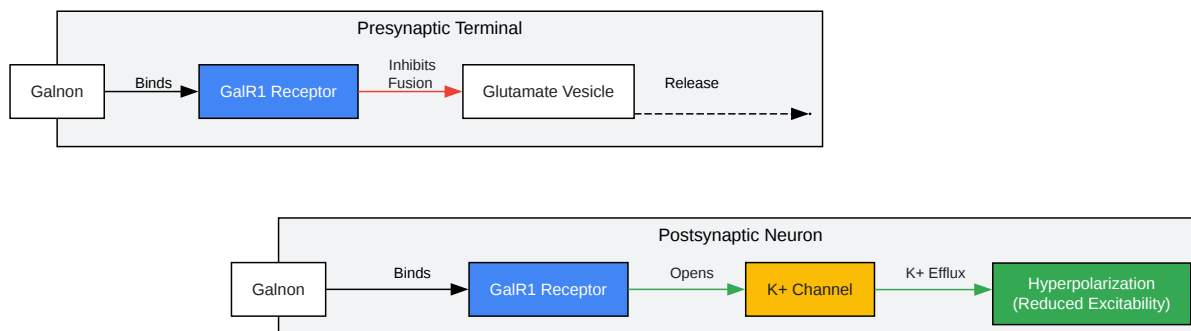 Presynaptic Terminal
Galnon
Binds
GalR1 Receptor
Inhibits
Fusion
Glutamate Vesicle
Release
Postsynaptic Neuron
Galnon
Binds
GalR1 Receptor
Opens
K+ Channel
K+ Efflux
Hyperpolarization
(Reduced Excitability)